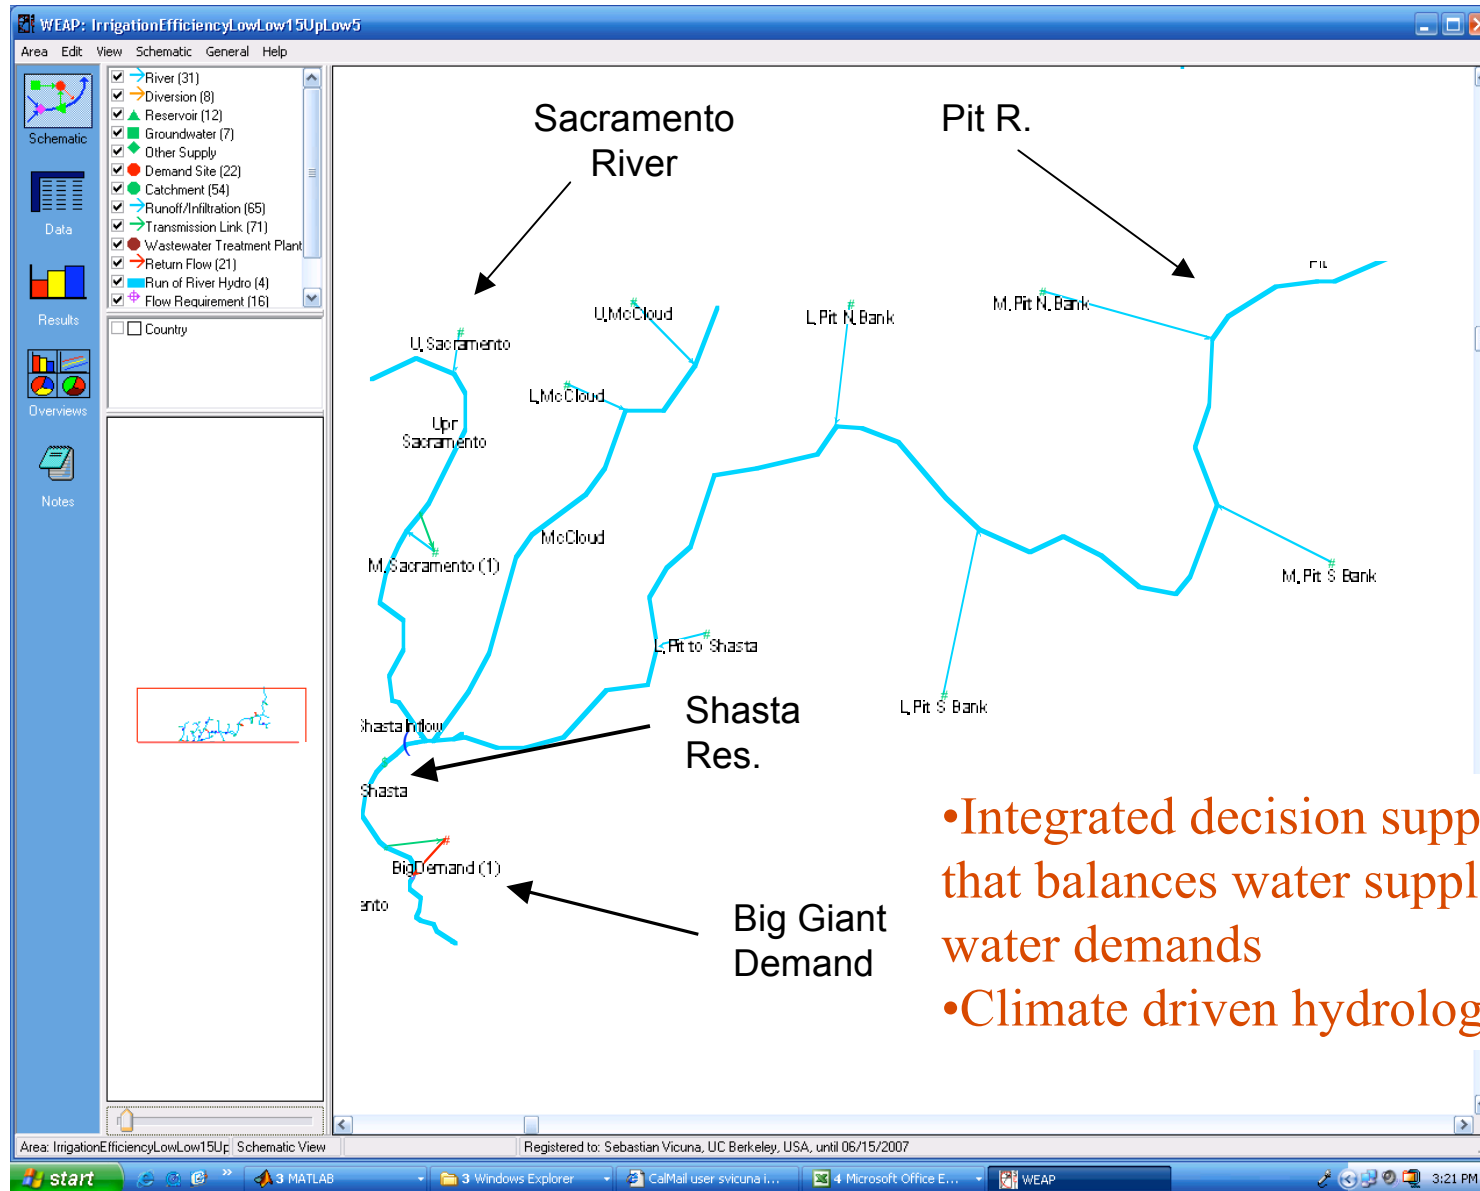 WEAP: IrrigationEfficiencyLowLow15UpLow5
Area Edit View Schematic General Help
Schematic
Data
Results
Overviews
Notes
River (31)
Diversion (8)
Reservoir (12)
Groundwater (7)
Other Supply
Demand Site (22)
Catchment (54)
Runoff/Infiltration (65)
Transmission Link (71)
Wastewater Treatment Plant
Return Flow (21)
Run of River Hydro (4)
Flow Requirement (16)
Country
Sacramento
River
Pit R.
Pit
U. Sacramento
U. McCloud
L. Pit N. Bank
M. Pit N. Bank
L. McCloud
Upr
Sacramento
McCloud
M. Sacramento (1)
M. Pit S Bank
L. Pit to Shasta
L. Pit S Bank
Shasta Inflow
Shasta
Res.
Shasta
BigDemand (1)
ento
Big Giant
Demand
•Integrated decision supp
that balances water suppl
water demands
•Climate driven hydrolog
Area: IrrigationEfficiencyLowLow15Up Schematic View Registered to: Sebastian Vicuna, UC Berkeley, USA, until 06/15/2007
start » 3 MATLAB 3 Windows Explorer CalMail user svicuna i... 4 Microsoft Office E... WEAP 3:21 PM